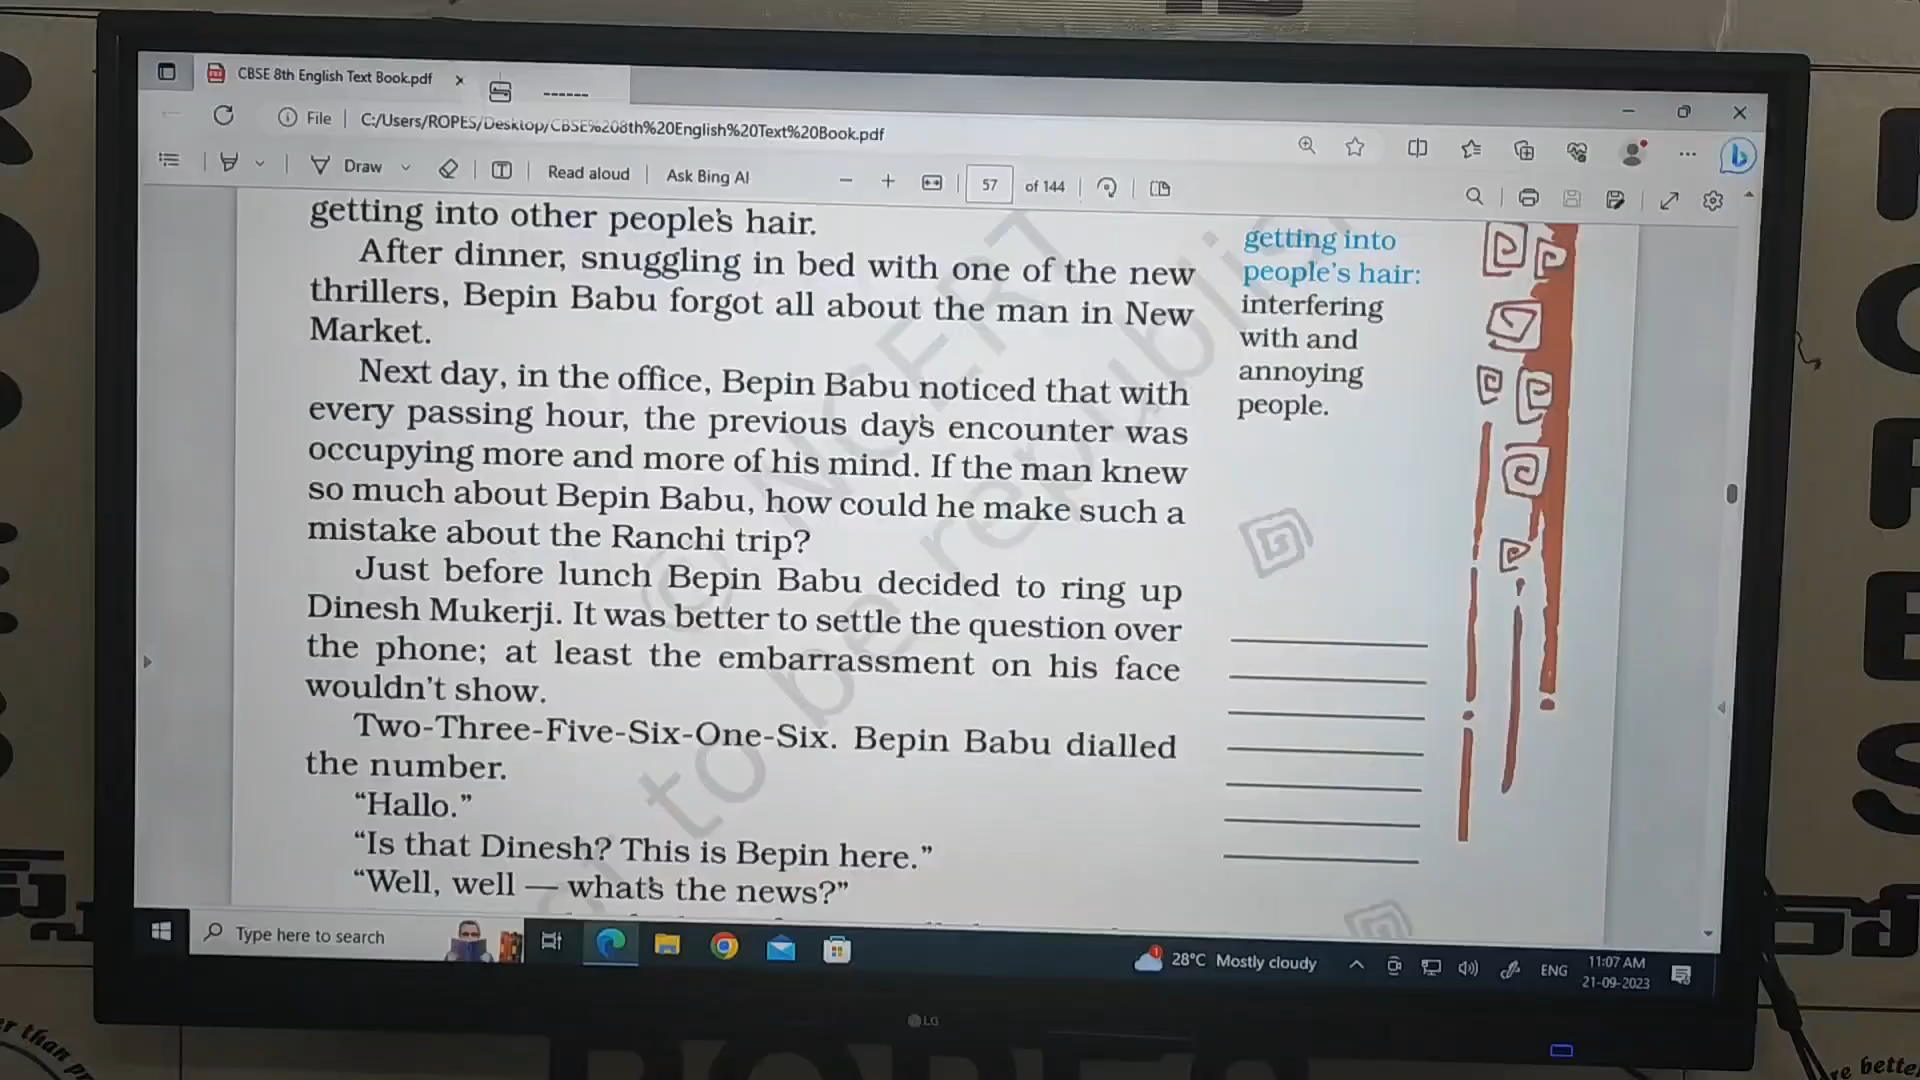 CBSE 8th English Text Book.pdf
File
C:/Users/ROPES/Desktop/CBSE%208th%20English%20Text%20Book.pdf
Draw
Read aloud
Ask Bing AI
57
of 144
getting into other people's hair.
After dinner, snuggling in bed with one of the new
thrillers, Bepin Babu forgot all about the man in New
Market.
Next day, in the office, Bepin Babu noticed that with
every passing hour, the previous day's encounter was
occupying more and more of his mind. If the man knew
so much about Bepin Babu, how could he make such a
mistake about the Ranchi trip?
Just before lunch Bepin Babu decided to ring up
Dinesh Mukerji. It was better to settle the question over
the phone; at least the embarrassment on his face
wouldn't show.
Two-Three-Five-Six-One-Six. Bepin Babu dialled
the number.
“Hallo.”
“Is that Dinesh? This is Bepin here.”
“Well, well — what's the news?”
getting into
people's hair:
interfering
with and
annoying
people.
© NCERT
to be republis
Type here to search
28°C Mostly cloudy
ENG
11:07 AM
21-09-2023
LG
er than
re better